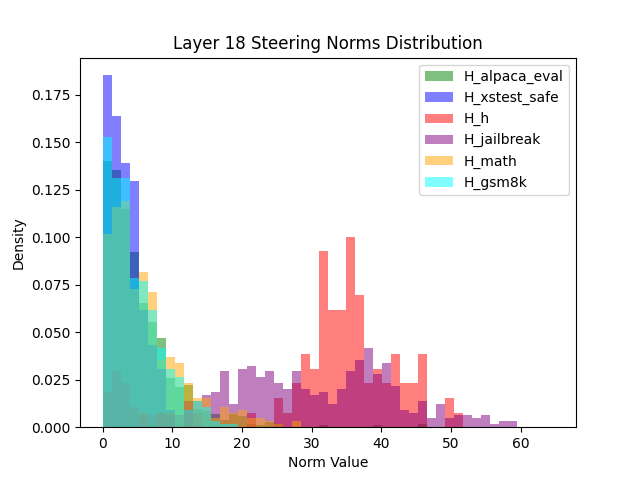 Layer 18 Steering Norms Distribution
H_alpaca_eval
H_xstest_safe
H_h
H_jailbreak
H_math
H_gsm8k
Density
0.175
0.150
0.125
0.100
0.075
0.050
0.025
0.000
0 10 20 30 40 50 60
Norm Value